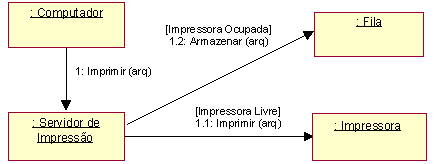 : Computador
[Impressora Ocupada]
1.2: Armazenar (arq)
: Fila
1: Imprimir (arq)
[Impressora Livre]
1.1: Imprimir (arq)
: Servidor de
Impressão
: Impressora